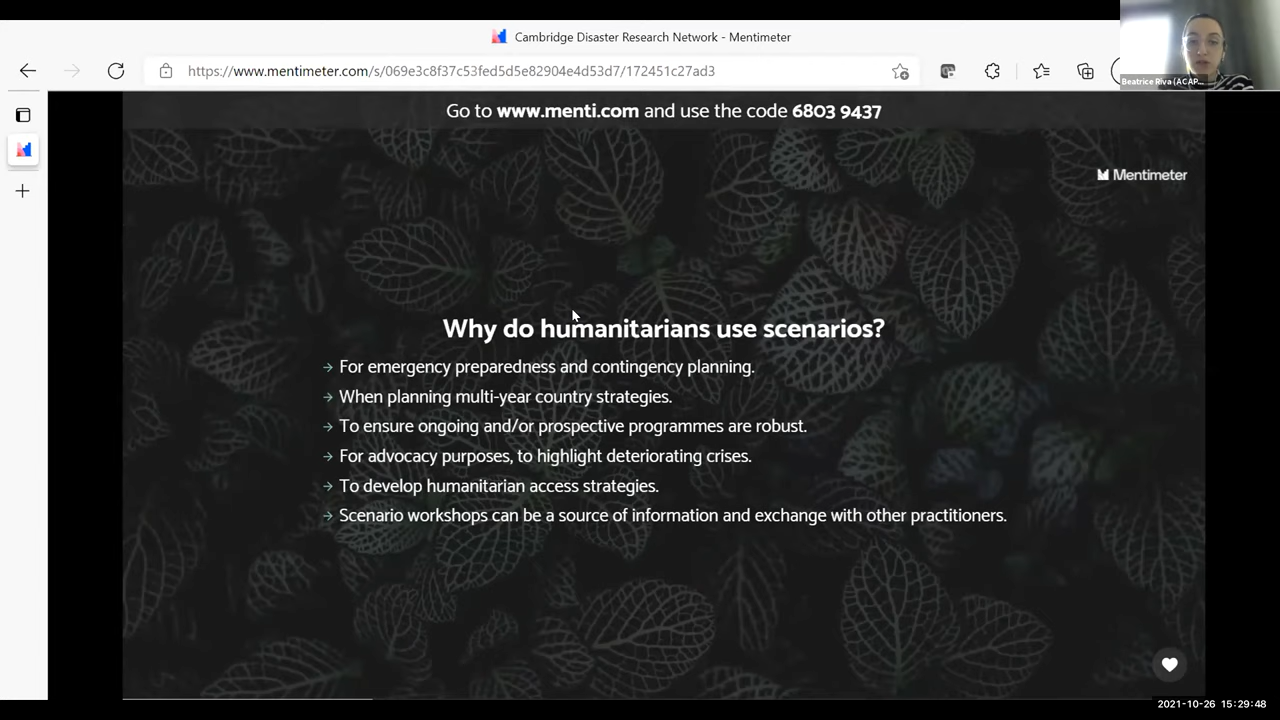 Cambridge Disaster Research Network - Mentimeter
https://www.mentimeter.com/s/069e3c8f37c53fed5d5e82904e4d53d7/172451c27ad3
Beatrice Riva (ACAP...
Go to www.menti.com and use the code 6803 9437
Mentimeter
Why do humanitarians use scenarios?
→ For emergency preparedness and contingency planning.
→ When planning multi-year country strategies.
→ To ensure ongoing and/or prospective programmes are robust.
→ For advocacy purposes, to highlight deteriorating crises.
→ To develop humanitarian access strategies.
→ Scenario workshops can be a source of information and exchange with other practitioners.
2021-10-26 15:29:48